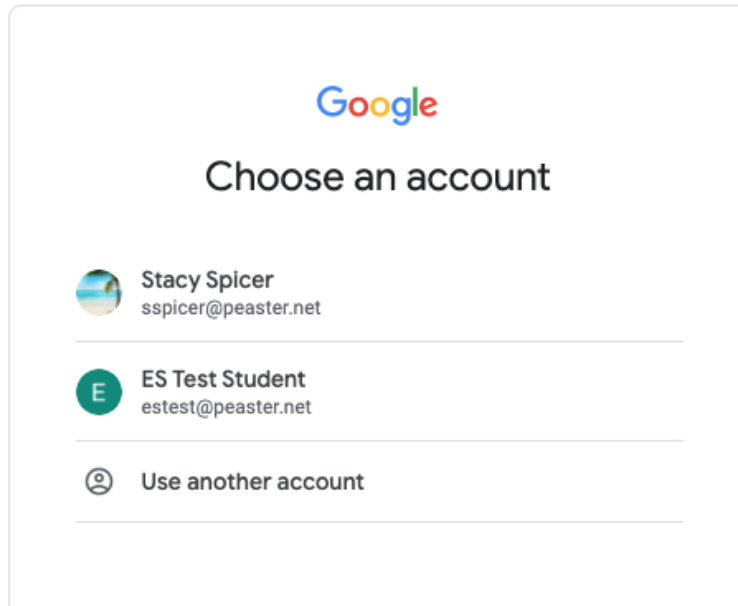 Google
Choose an account
Stacy Spicer
sspicer@peaster.net
E
ES Test Student
estest@peaster.net
Use another account